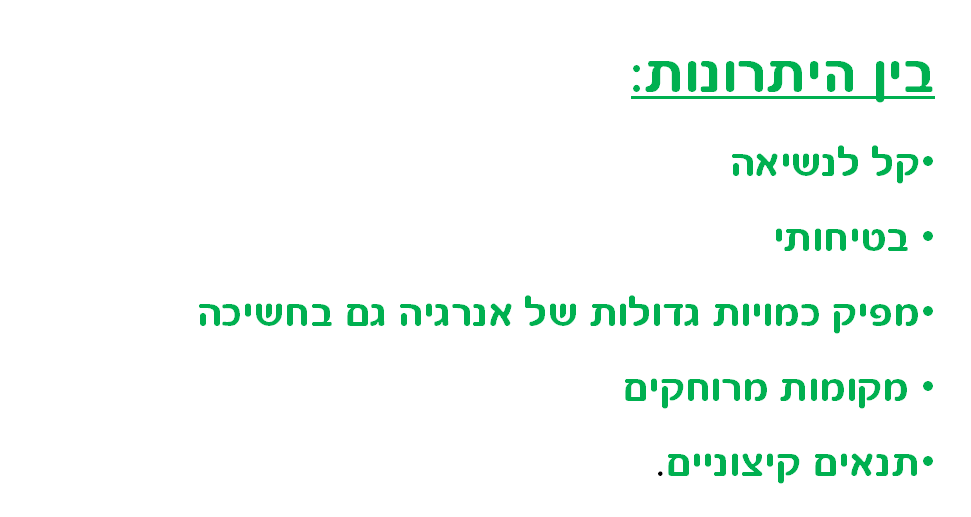 בין היתרונות:
•קל לנשיאה
• בטיחותי
•מפיק כמויות גדולות של אנרגיה גם בחשיכה
• מקומות מרוחקים
•תנאים קיצוניים.